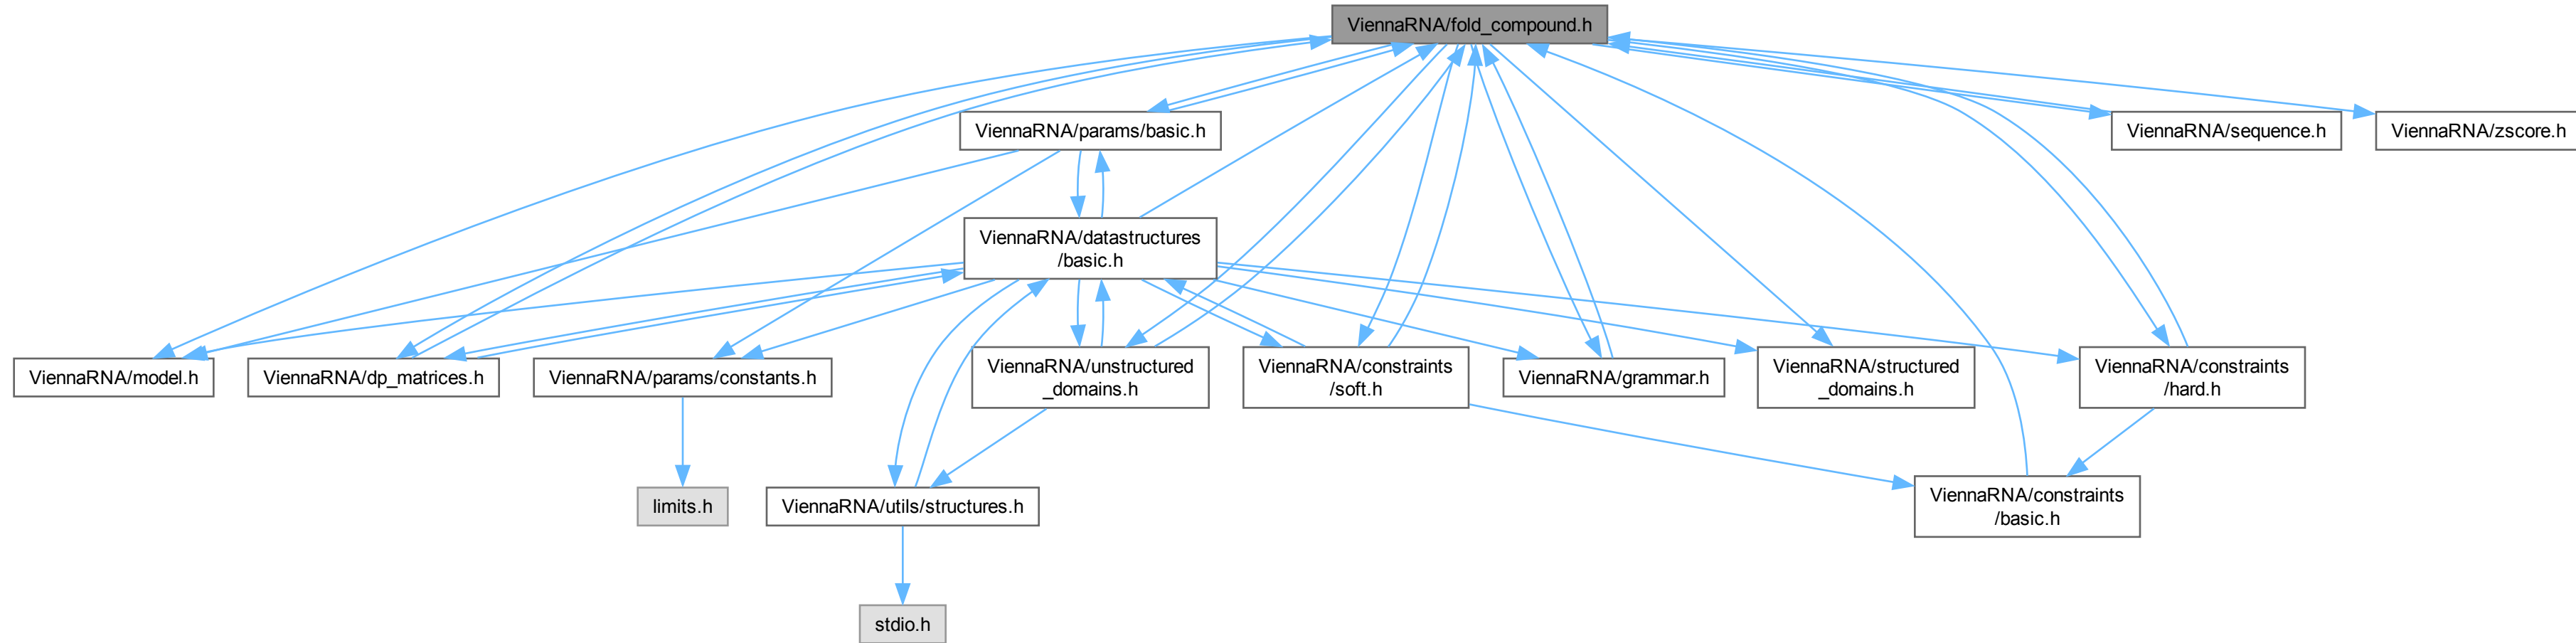 ViennaRNA/fold_compound.h
ViennaRNA/params/basic.h
ViennaRNA/sequence.h
ViennaRNA/zscore.h
ViennaRNA/datastructures
/basic.h
ViennaRNA/model.h
ViennaRNA/dp_matrices.h
ViennaRNA/params/constants.h
ViennaRNA/unstructured
_domains.h
ViennaRNA/constraints
/soft.h
ViennaRNA/grammar.h
ViennaRNA/structured
_domains.h
ViennaRNA/constraints
/hard.h
limits.h
ViennaRNA/utils/structures.h
ViennaRNA/constraints
/basic.h
stdio.h